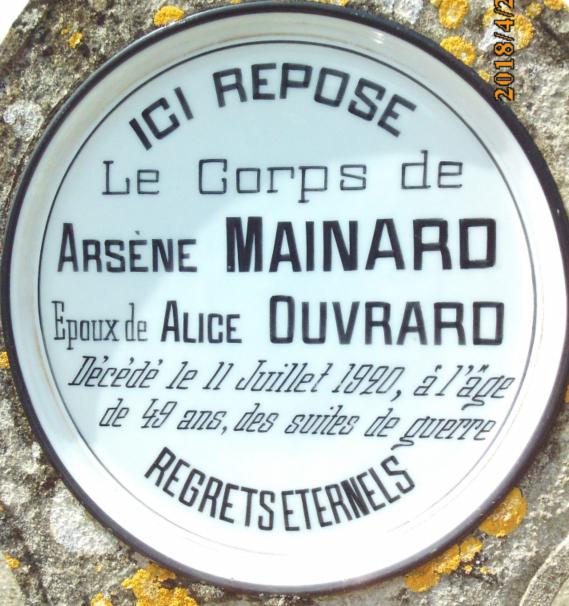 ICI REPOSE
Le Corps de
ARSÈNE MAINARD
Epoux de ALICE OUVRARD
Décédé le 11 Juillet 1920, à l'âge
de 49 ans, des suites de guerre
REGRETS ETERNELS